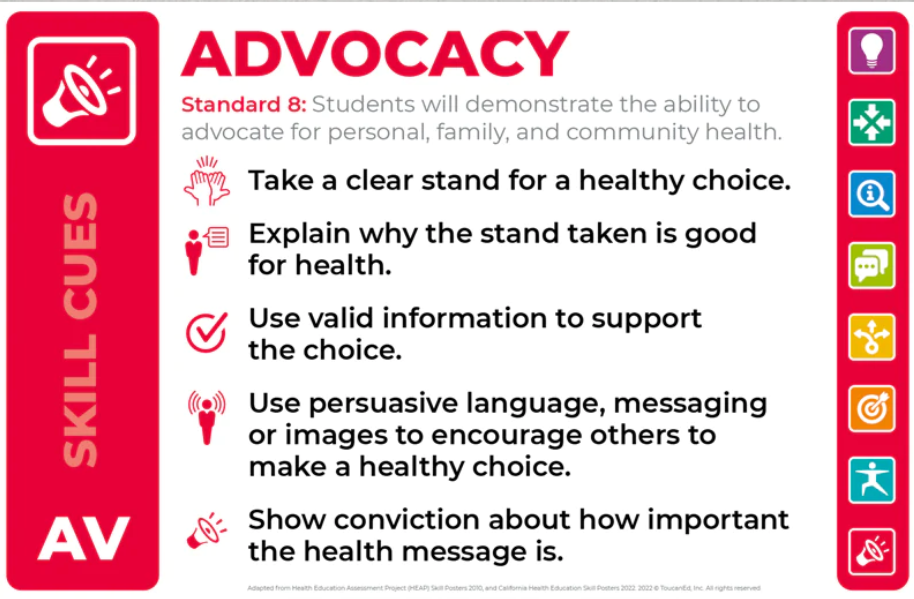 SKILL CUES
AV
ADVOCACY
Standard 8: Students will demonstrate the ability to
advocate for personal, family, and community health.
Take a clear stand for a healthy choice.
Explain why the stand taken is good
for health.
Use valid information to support
the choice.
Use persuasive language, messaging
or images to encourage others to
make a healthy choice.
Show conviction about how important
the health message is.
Adapted from Health Education Assessment Project (HEAP) Skill Posters 2010, and California Health Education Skill Posters 2022. 2022 © ToucanEd, Inc. All rights reserved